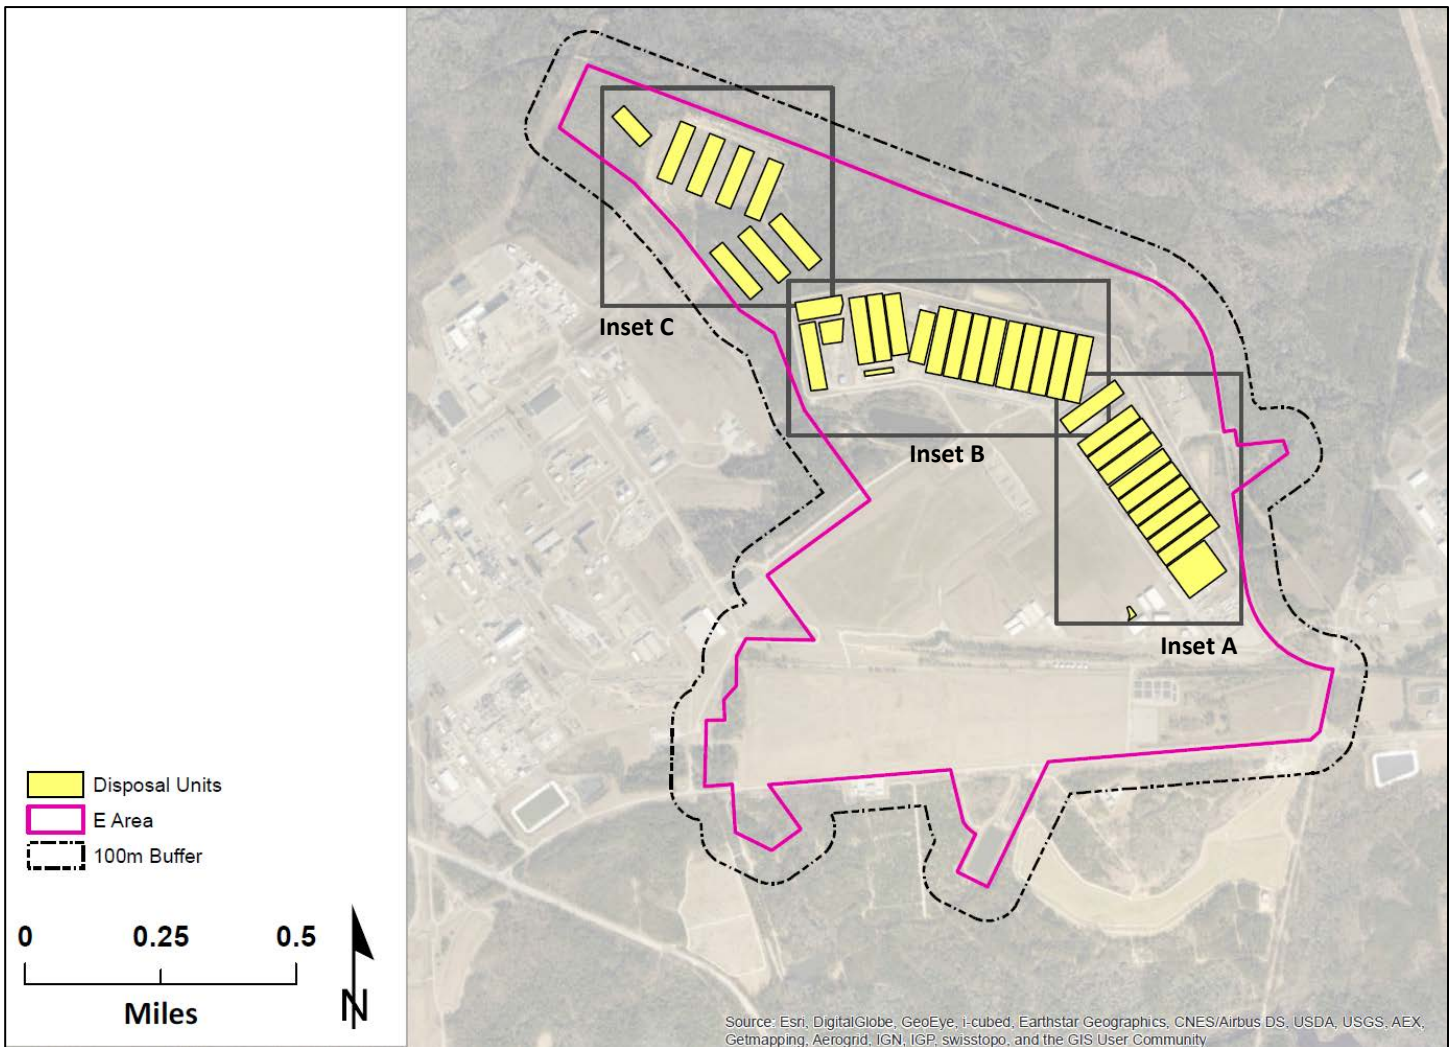 Inset C
Inset B
Inset A
Disposal Units
E Area
100m Buffer
0 0.25 0.5
Miles
N
Source: Esri, DigitalGlobe, GeoEye, i-cubed, Earthstar Geographics, CNES/Airbus DS, USDA, USGS, AEX,
Getmapping, Aerogrid, IGN, IGP, swisstopo, and the GIS User Community